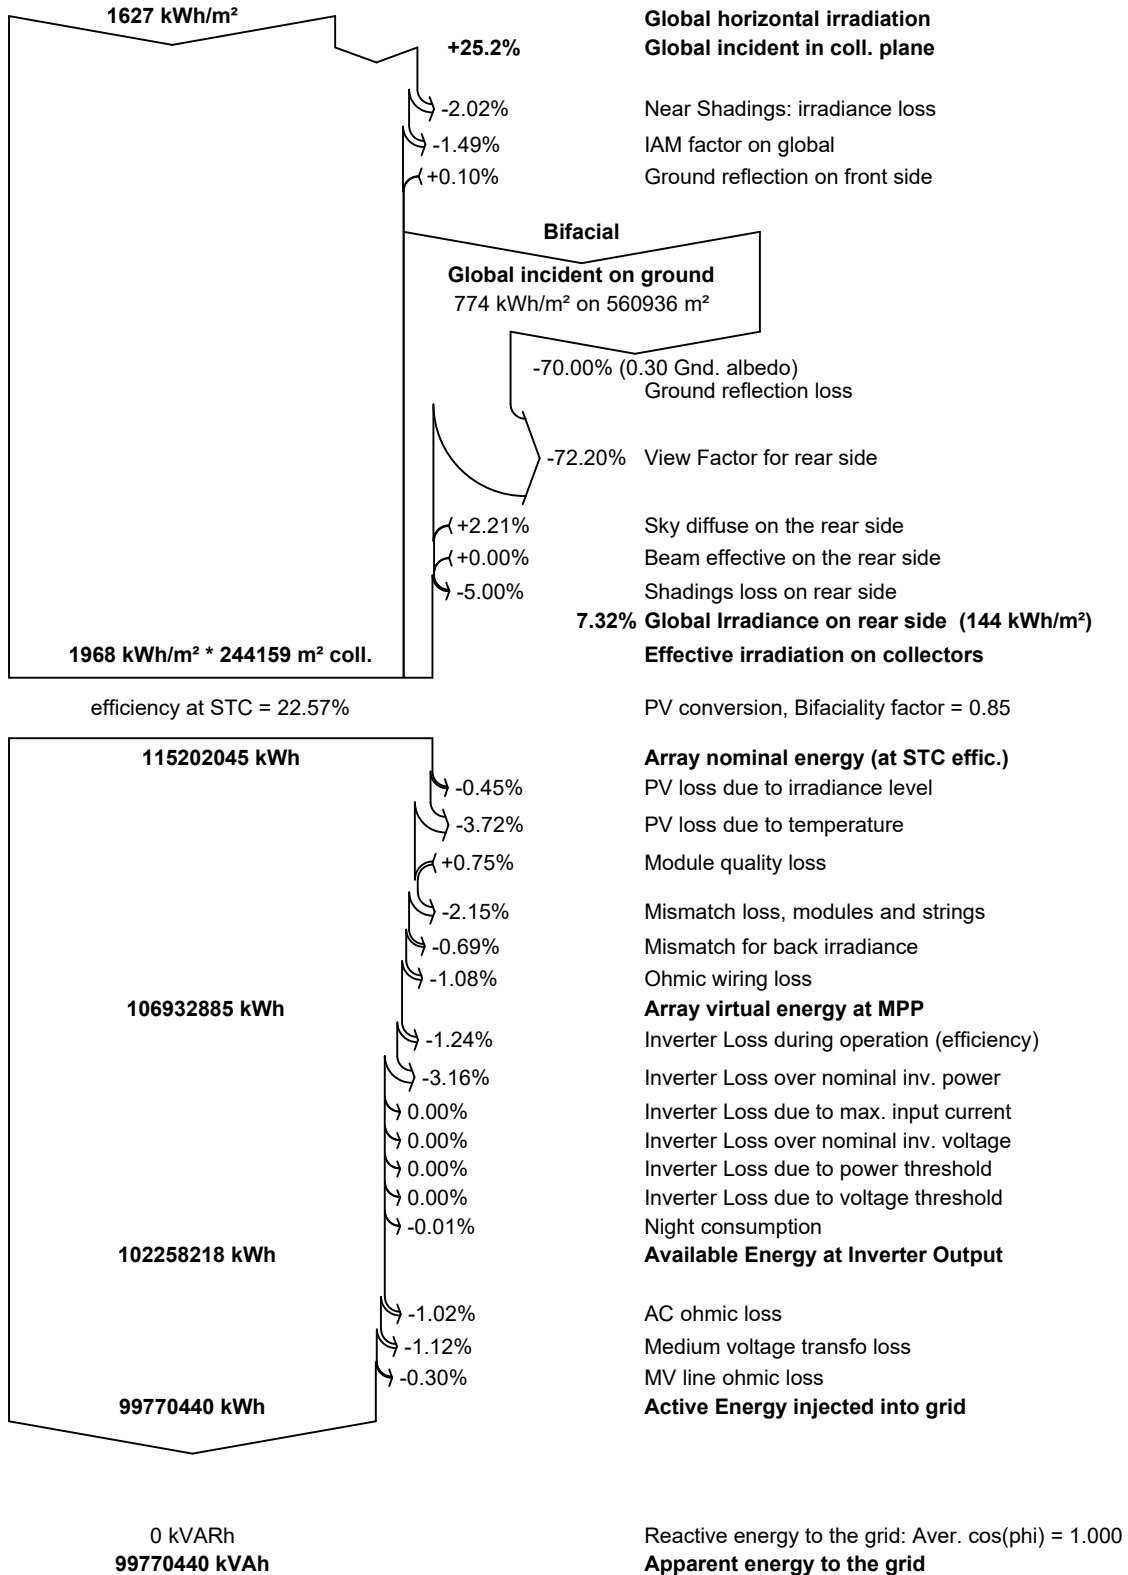 1627 kWh/m² Global horizontal irradiation
+25.2% Global incident in coll. plane
-2.02% Near Shadings: irradiance loss
-1.49% IAM factor on global
+0.10% Ground reflection on front side
Bifacial
Global incident on ground
774 kWh/m² on 560936 m²
-70.00% (0.30 Gnd. albedo)
Ground reflection loss
-72.20% View Factor for rear side
+2.21% Sky diffuse on the rear side
+0.00% Beam effective on the rear side
-5.00% Shadings loss on rear side
7.32% Global Irradiance on rear side (144 kWh/m²)
1968 kWh/m² * 244159 m² coll. Effective irradiation on collectors
efficiency at STC = 22.57% PV conversion, Bifaciality factor = 0.85
115202045 kWh Array nominal energy (at STC effic.)
-0.45% PV loss due to irradiance level
-3.72% PV loss due to temperature
+0.75% Module quality loss
-2.15% Mismatch loss, modules and strings
-0.69% Mismatch for back irradiance
-1.08% Ohmic wiring loss
106932885 kWh Array virtual energy at MPP
-1.24% Inverter Loss during operation (efficiency)
-3.16% Inverter Loss over nominal inv. power
0.00% Inverter Loss due to max. input current
0.00% Inverter Loss over nominal inv. voltage
0.00% Inverter Loss due to power threshold
0.00% Inverter Loss due to voltage threshold
-0.01% Night consumption
102258218 kWh Available Energy at Inverter Output
-1.02% AC ohmic loss
-1.12% Medium voltage transfo loss
-0.30% MV line ohmic loss
99770440 kWh Active Energy injected into grid
0 kVARh Reactive energy to the grid: Aver. cos(phi) = 1.000
99770440 kVAh Apparent energy to the grid